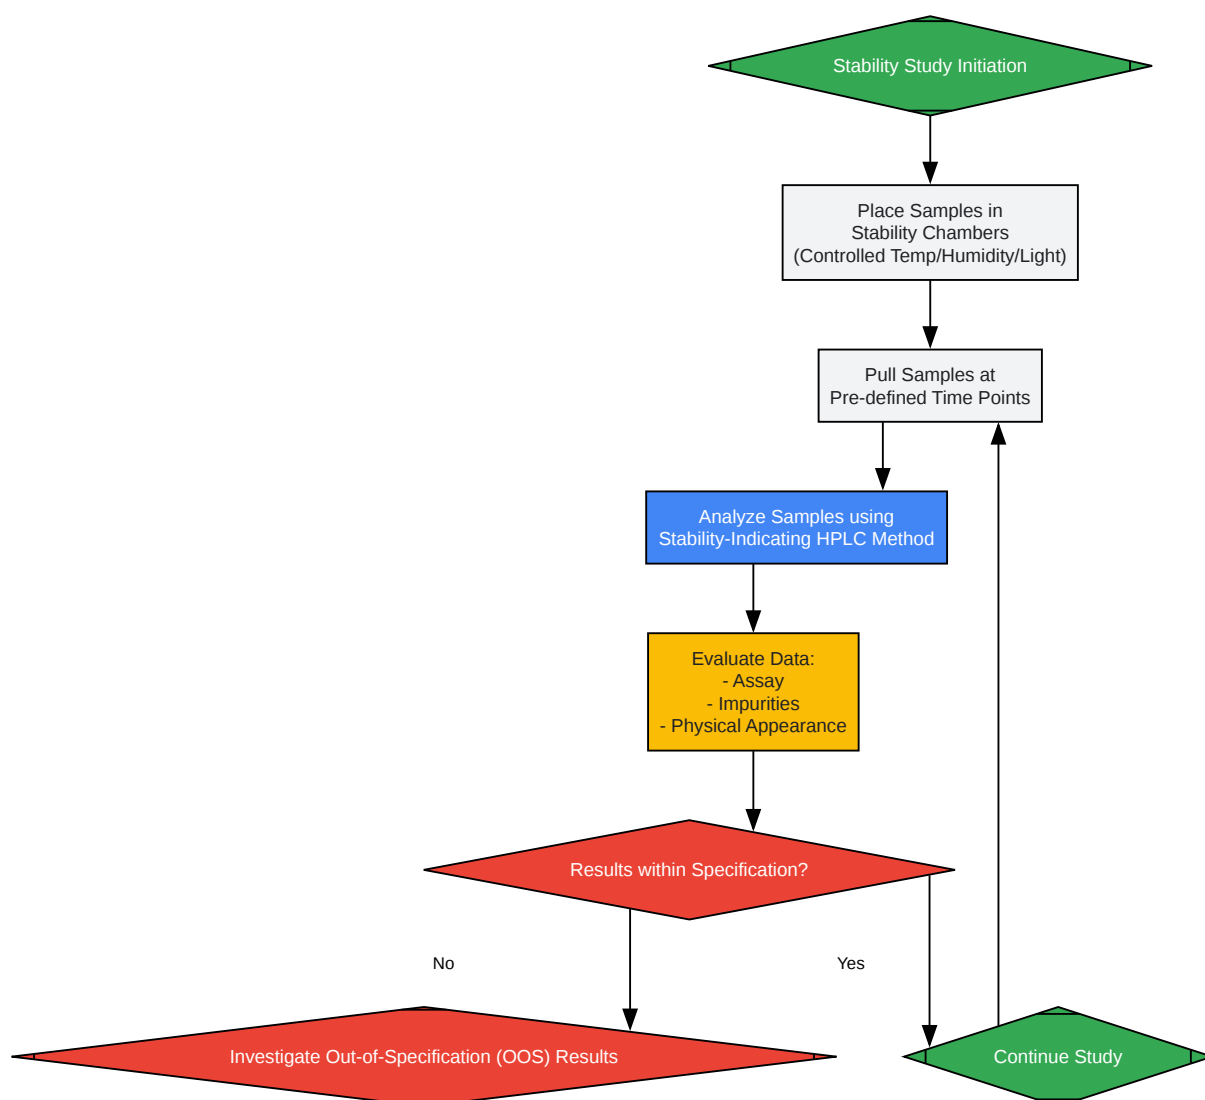 Stability Study Initiation
Place Samples in
Stability Chambers
(Controlled Temp/Humidity/Light)
Pull Samples at
Pre-defined Time Points
Analyze Samples using
Stability-Indicating HPLC Method
Evaluate Data:
- Assay
- Impurities
- Physical Appearance
Results within Specification?
No
Yes
Investigate Out-of-Specification (OOS) Results
Continue Study